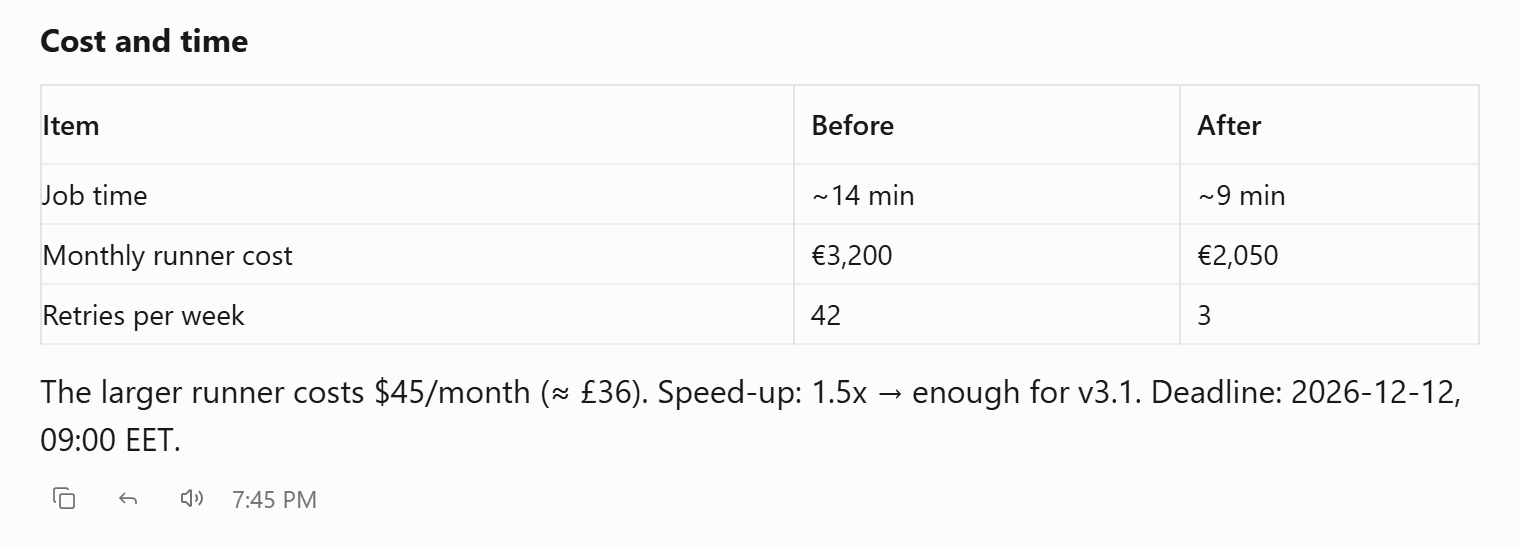 Cost and time
Item Before After
Job time ~14 min ~9 min
Monthly runner cost €3,200 €2,050
Retries per week 42 3
The larger runner costs $45/month (≈ £36). Speed-up: 1.5x → enough for v3.1. Deadline: 2026-12-12,
09:00 EET.
7:45 PM